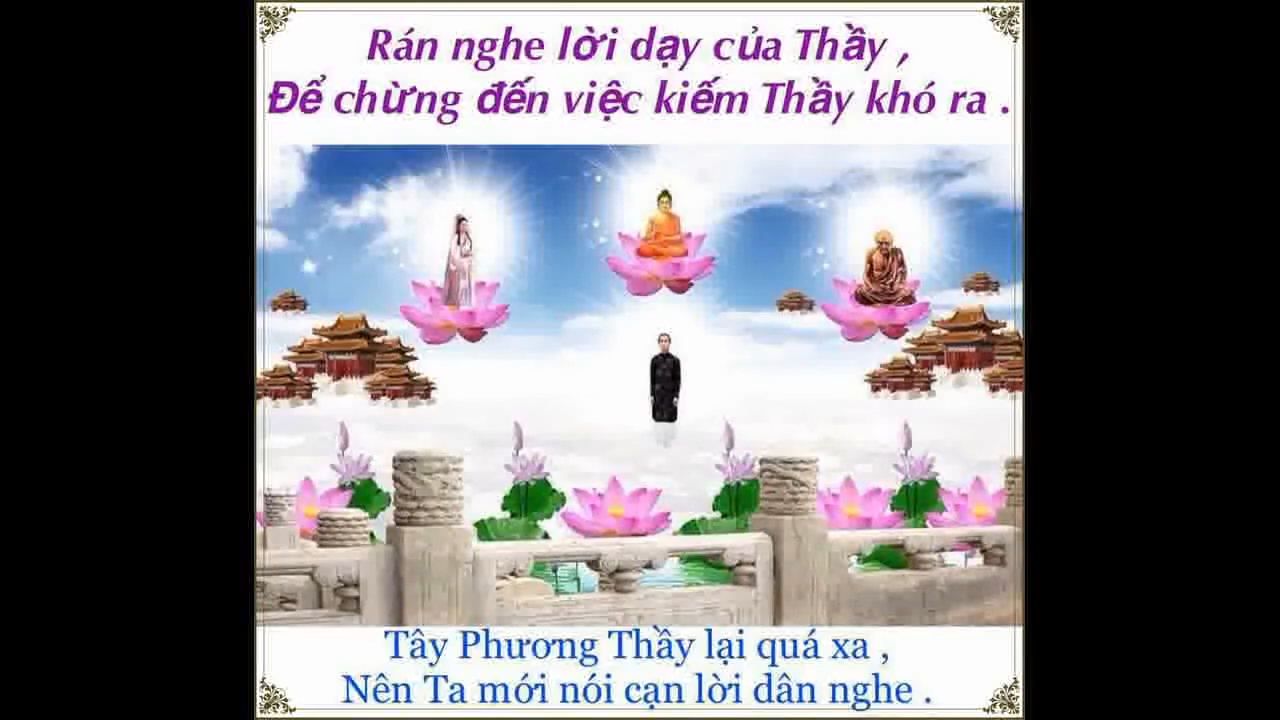 Rán nghe lời dạy của Thầy ,
Để chừng đến việc kiếm Thầy khó ra .
Tây Phương Thầy lại quá xa ,
Nên Ta mới nói cạn lời dân nghe .